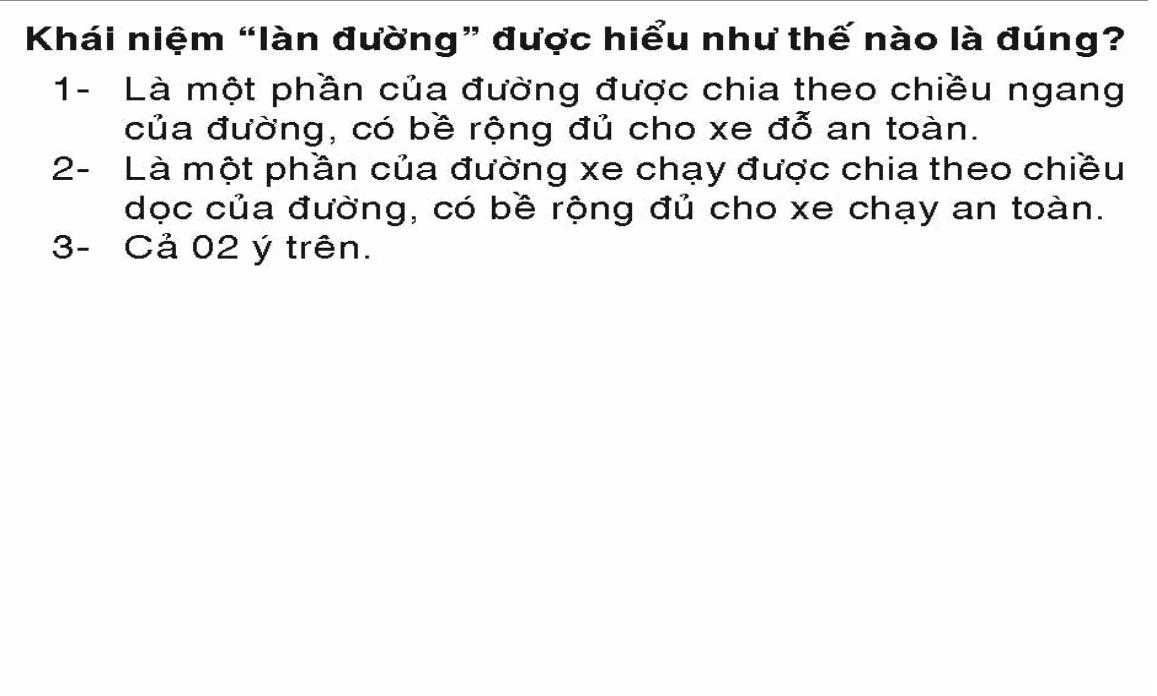 Khái niệm “làn đường” được hiểu như thế nào là đúng?
1- Là một phần của đường được chia theo chiều ngang
của đường, có bề rộng đủ cho xe đỗ an toàn.
2- Là một phần của đường xe chạy được chia theo chiều
dọc của đường, có bề rộng đủ cho xe chạy an toàn.
3- Cả 02 ý trên.